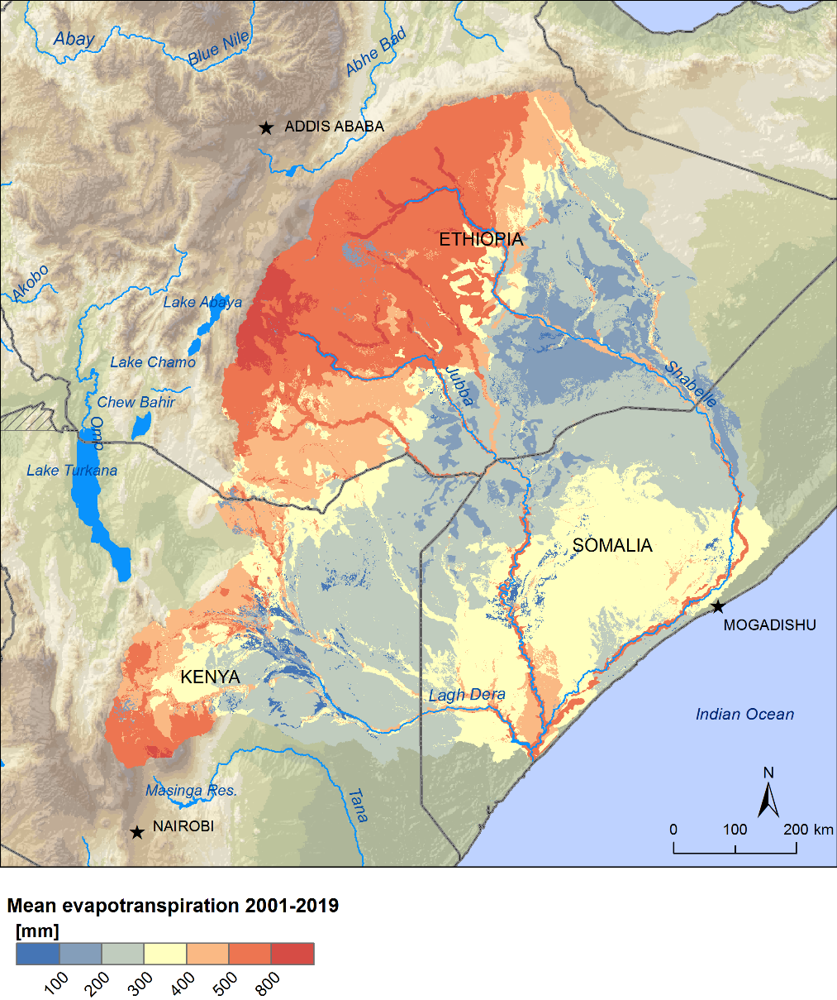 Abay
Blue Nile
Abhe Bad
ADDIS ABABA
ETHIOPIA
Akobo
Lake Abaya
Lake Chamo
Chew Bahir
Omo
Jubba
Shabelle
Lake Turkana
SOMALIA
MOGADISHU
KENYA
Lagh Dera
Indian Ocean
Masinga Res.
Tana
NAIROBI
N
0 100 200 km
Mean evapotranspiration 2001-2019
[mm]
100 200 300 400 500 800